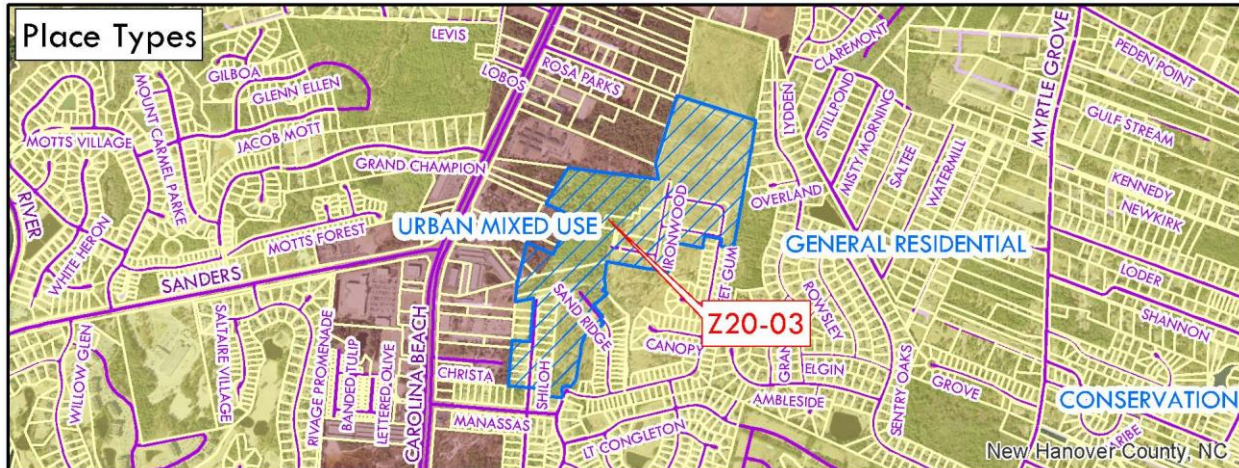 Place Types
LEVIS
GILBOA
GLENN ELLEN
MOUNT CARMEL PARKE
MOTTS VILLAGE
JACOB MOTT
GRAND CHAMPION
LOBOS
ROSA PARKS
RIVER
WHITE HERON
MOTTS FOREST
SANDERS
URBAN MIXED USE
IRONWOOD
CLAREMONT
LYDDEN
STILLPOND
MISTY MORNING
SALTEE
WATERMILL
OVERLAND
GENERAL RESIDENTIAL
MYRTLE GROVE
PEDEN POINT
GULF STREAM
KENNEDY
NEWKIRK
LODER
SHANNON
WILLOW GLEN
SALTAIRE VILLAGE
RIVAGE PROMENADE
BANDED TULIP
LETTERED OLIVE
CAROLINA BEACH
CHRISTA
MANASSAS
SHILOH
SAND RIDGE
ET GUM
Z20-03
CANOPY
LT CONGLETON
GRAN
ROWSLEY
ELGIN
AMBLESIDE
SENTRY OAKS
GROVE
CONSERVATION
ARIBE
New Hanover County, NC